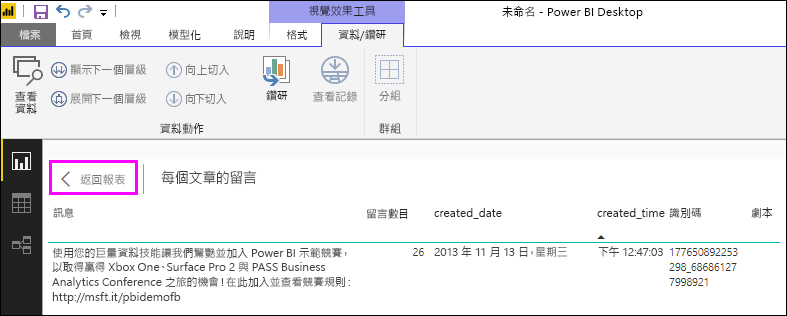 視覺效果工具
未命名 - Power BI Desktop
檔案 首頁 檢視 模型化 說明 格式 資料/鑽研
查看資料
顯示下一個層級
展開下一個層級
向上切入
向下切入
鑽研
查看記錄
分組
資料動作
群組
返回報表
每個文章的留言
訊息 留言數目 created_date created_time 識別碼 劇本
使用您的巨量資料技能讓我們驚艷並加入 Power BI 示範競賽, 26 2013 年 11 月 13 日,星期三 下午 12:47:03 177650892253
以取得贏得 Xbox One、Surface Pro 2 與 PASS Business 298_68686127
Analytics Conference 之旅的機會!在此加入並查看競賽規則: 7998921
http://msft.it/pbidemofb